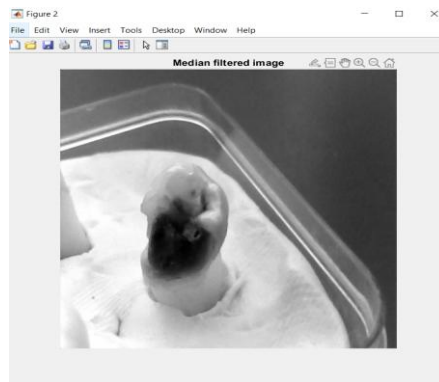 Figure 2
File Edit View Insert Tools Desktop Window Help
Median filtered image